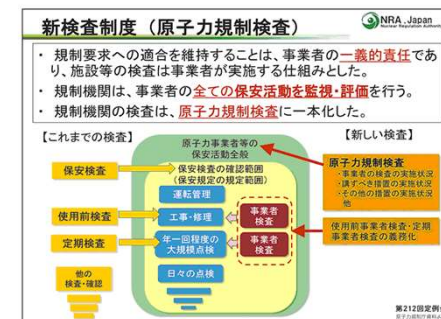 新検査制度（原子力規制検査）
NRA, Japan
Nuclear Regulation Authority
・ 規制要求への適合を維持することは、事業者の一義的責任であ
り、施設等の検査は事業者が実施する仕組みとした。
・ 規制機関は、事業者の全ての保安活動を監視・評価を行う。
・ 規制機関の検査は、原子力規制検査に一本化した。
【これまでの検査】
【新しい検査】
原子力事業者等の
保安活動全般
保安検査の確認範囲
（保安規定の規定範囲）
保安検査
使用前検査
定期検査
他の
検査・確認
運転管理
工事・修理
年一回程度の
大規模点検
日々の点検
事業者
検査
事業者
検査
原子力規制検査
・事業者の検査の実施状況
・講ずべき措置の実施状況
・その他の措置の実施状況
他
使用前事業者検査・定期
事業者検査の義務化
第212回定例